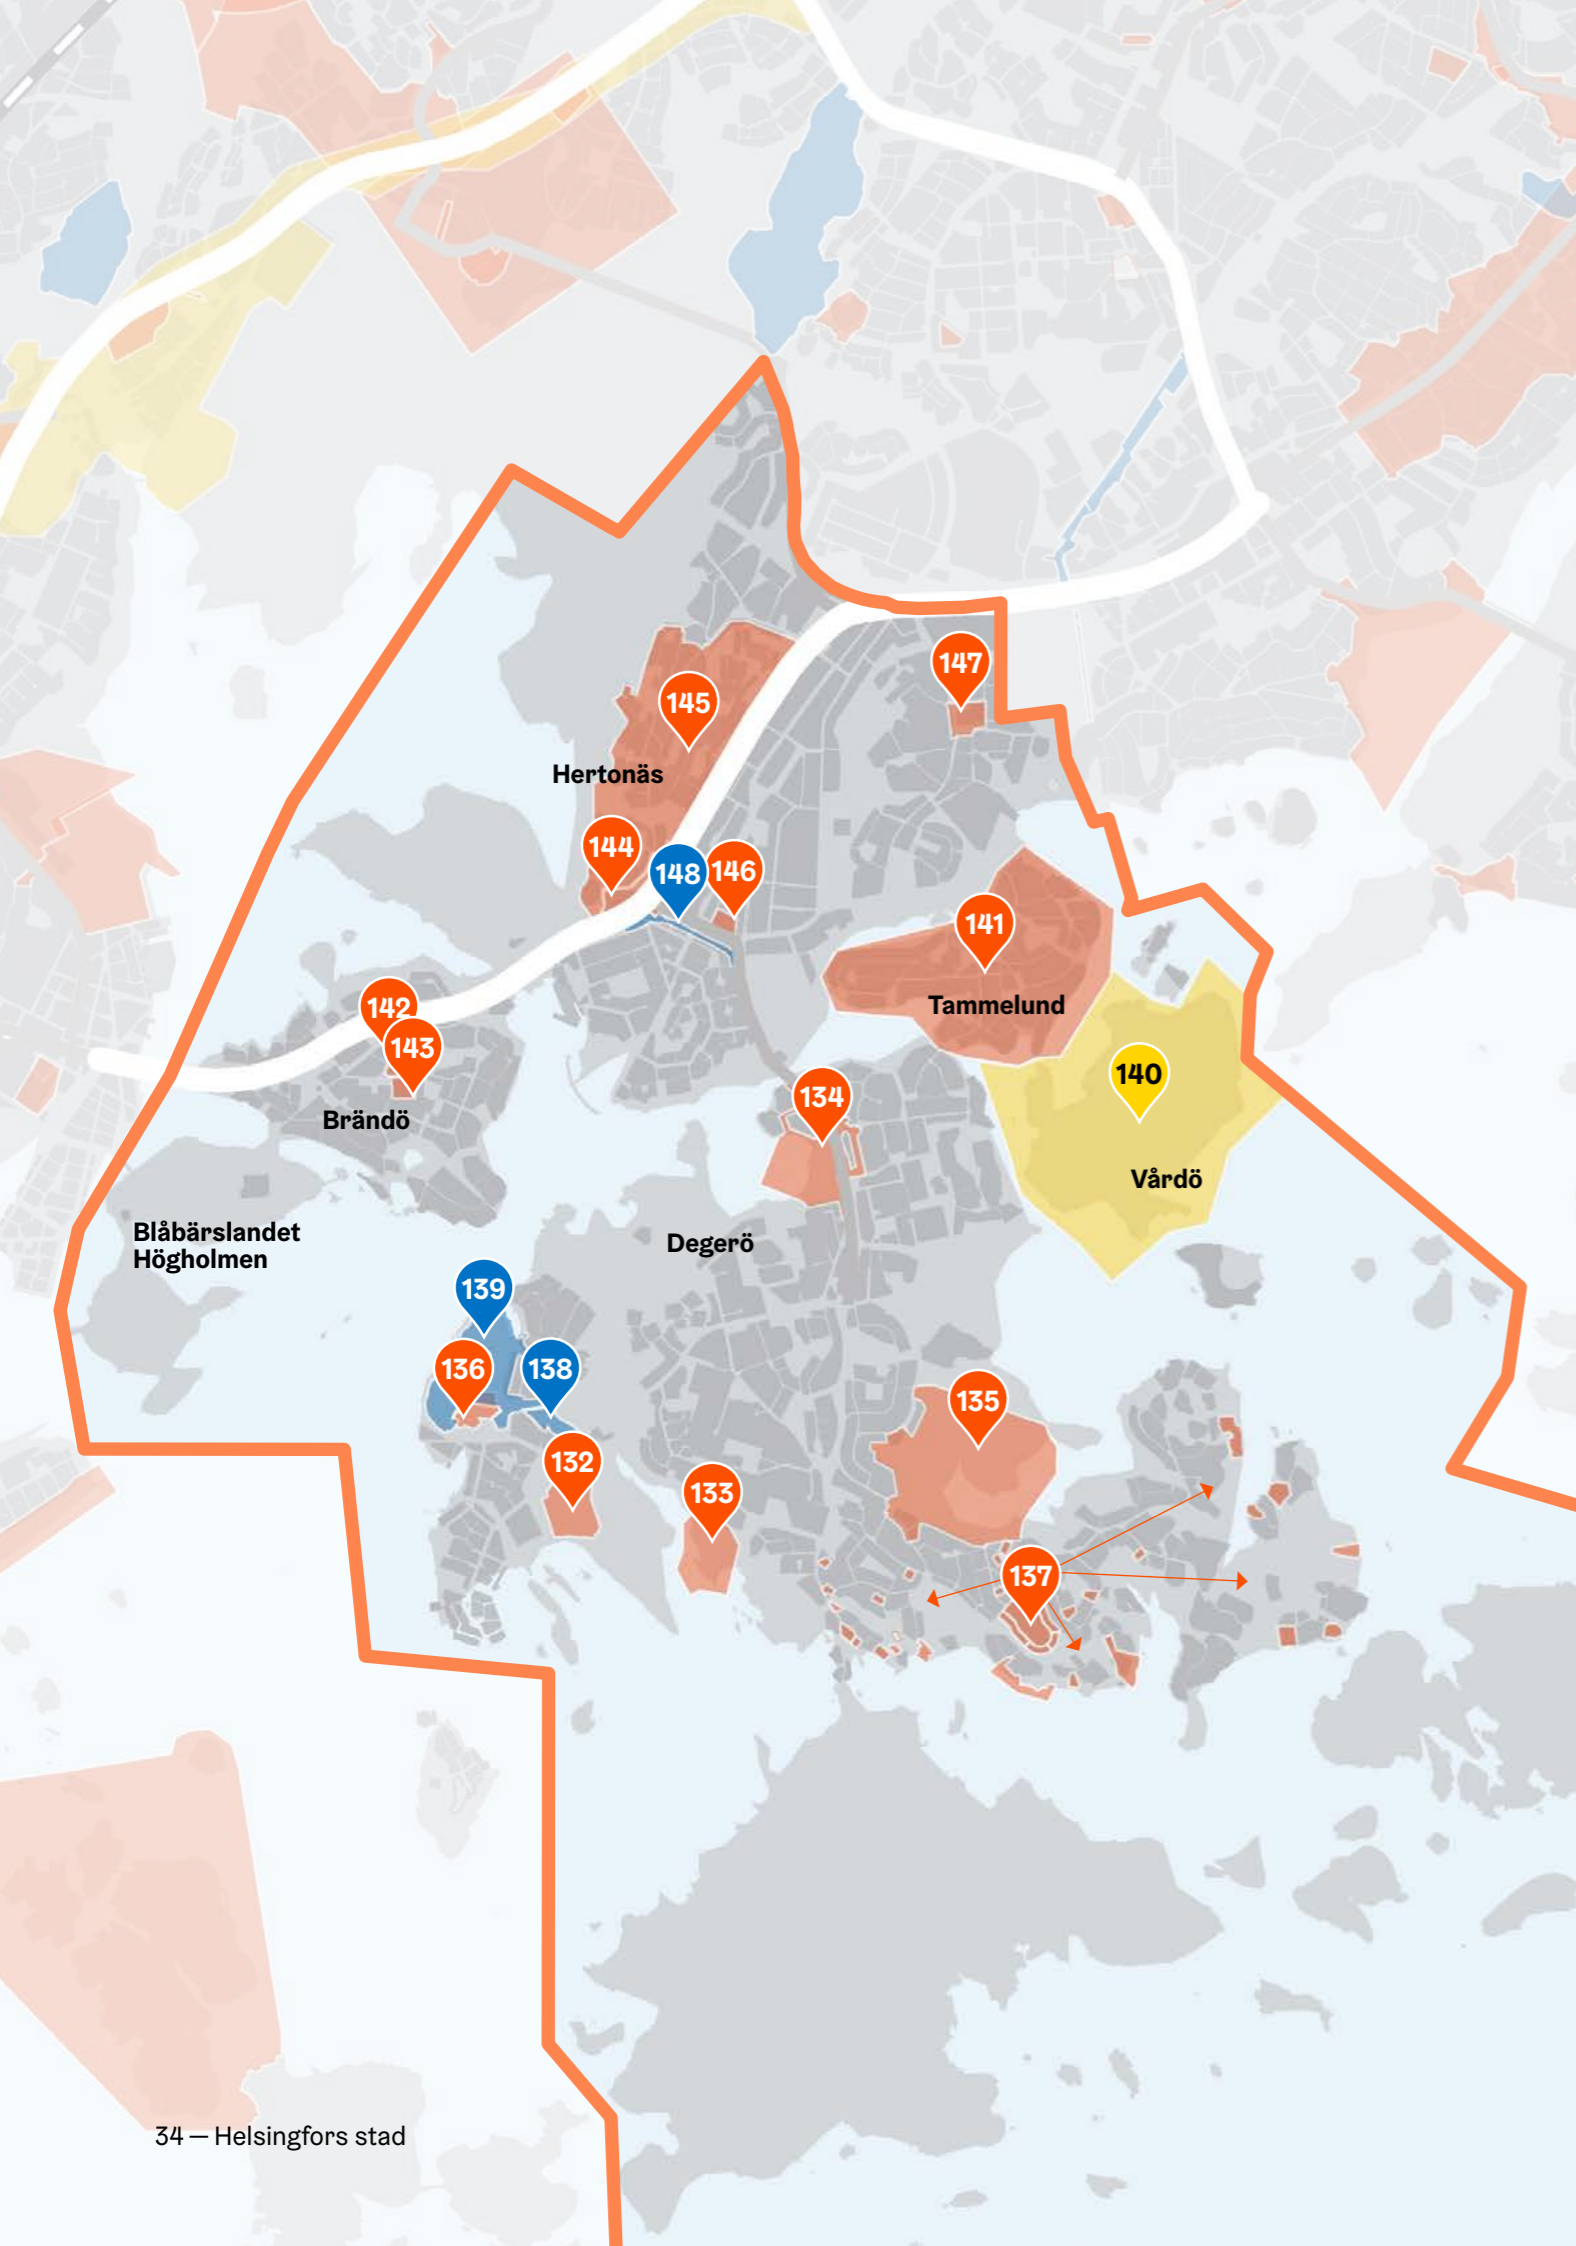 147
145
Hertonäs
144
148
146
141
Tammelund
142
143
Brändö
140
134
Vårdö
Blåbärslandet
Högholmen
Degerö
139
136
138
135
132
133
137
34 — Helsingfors stad